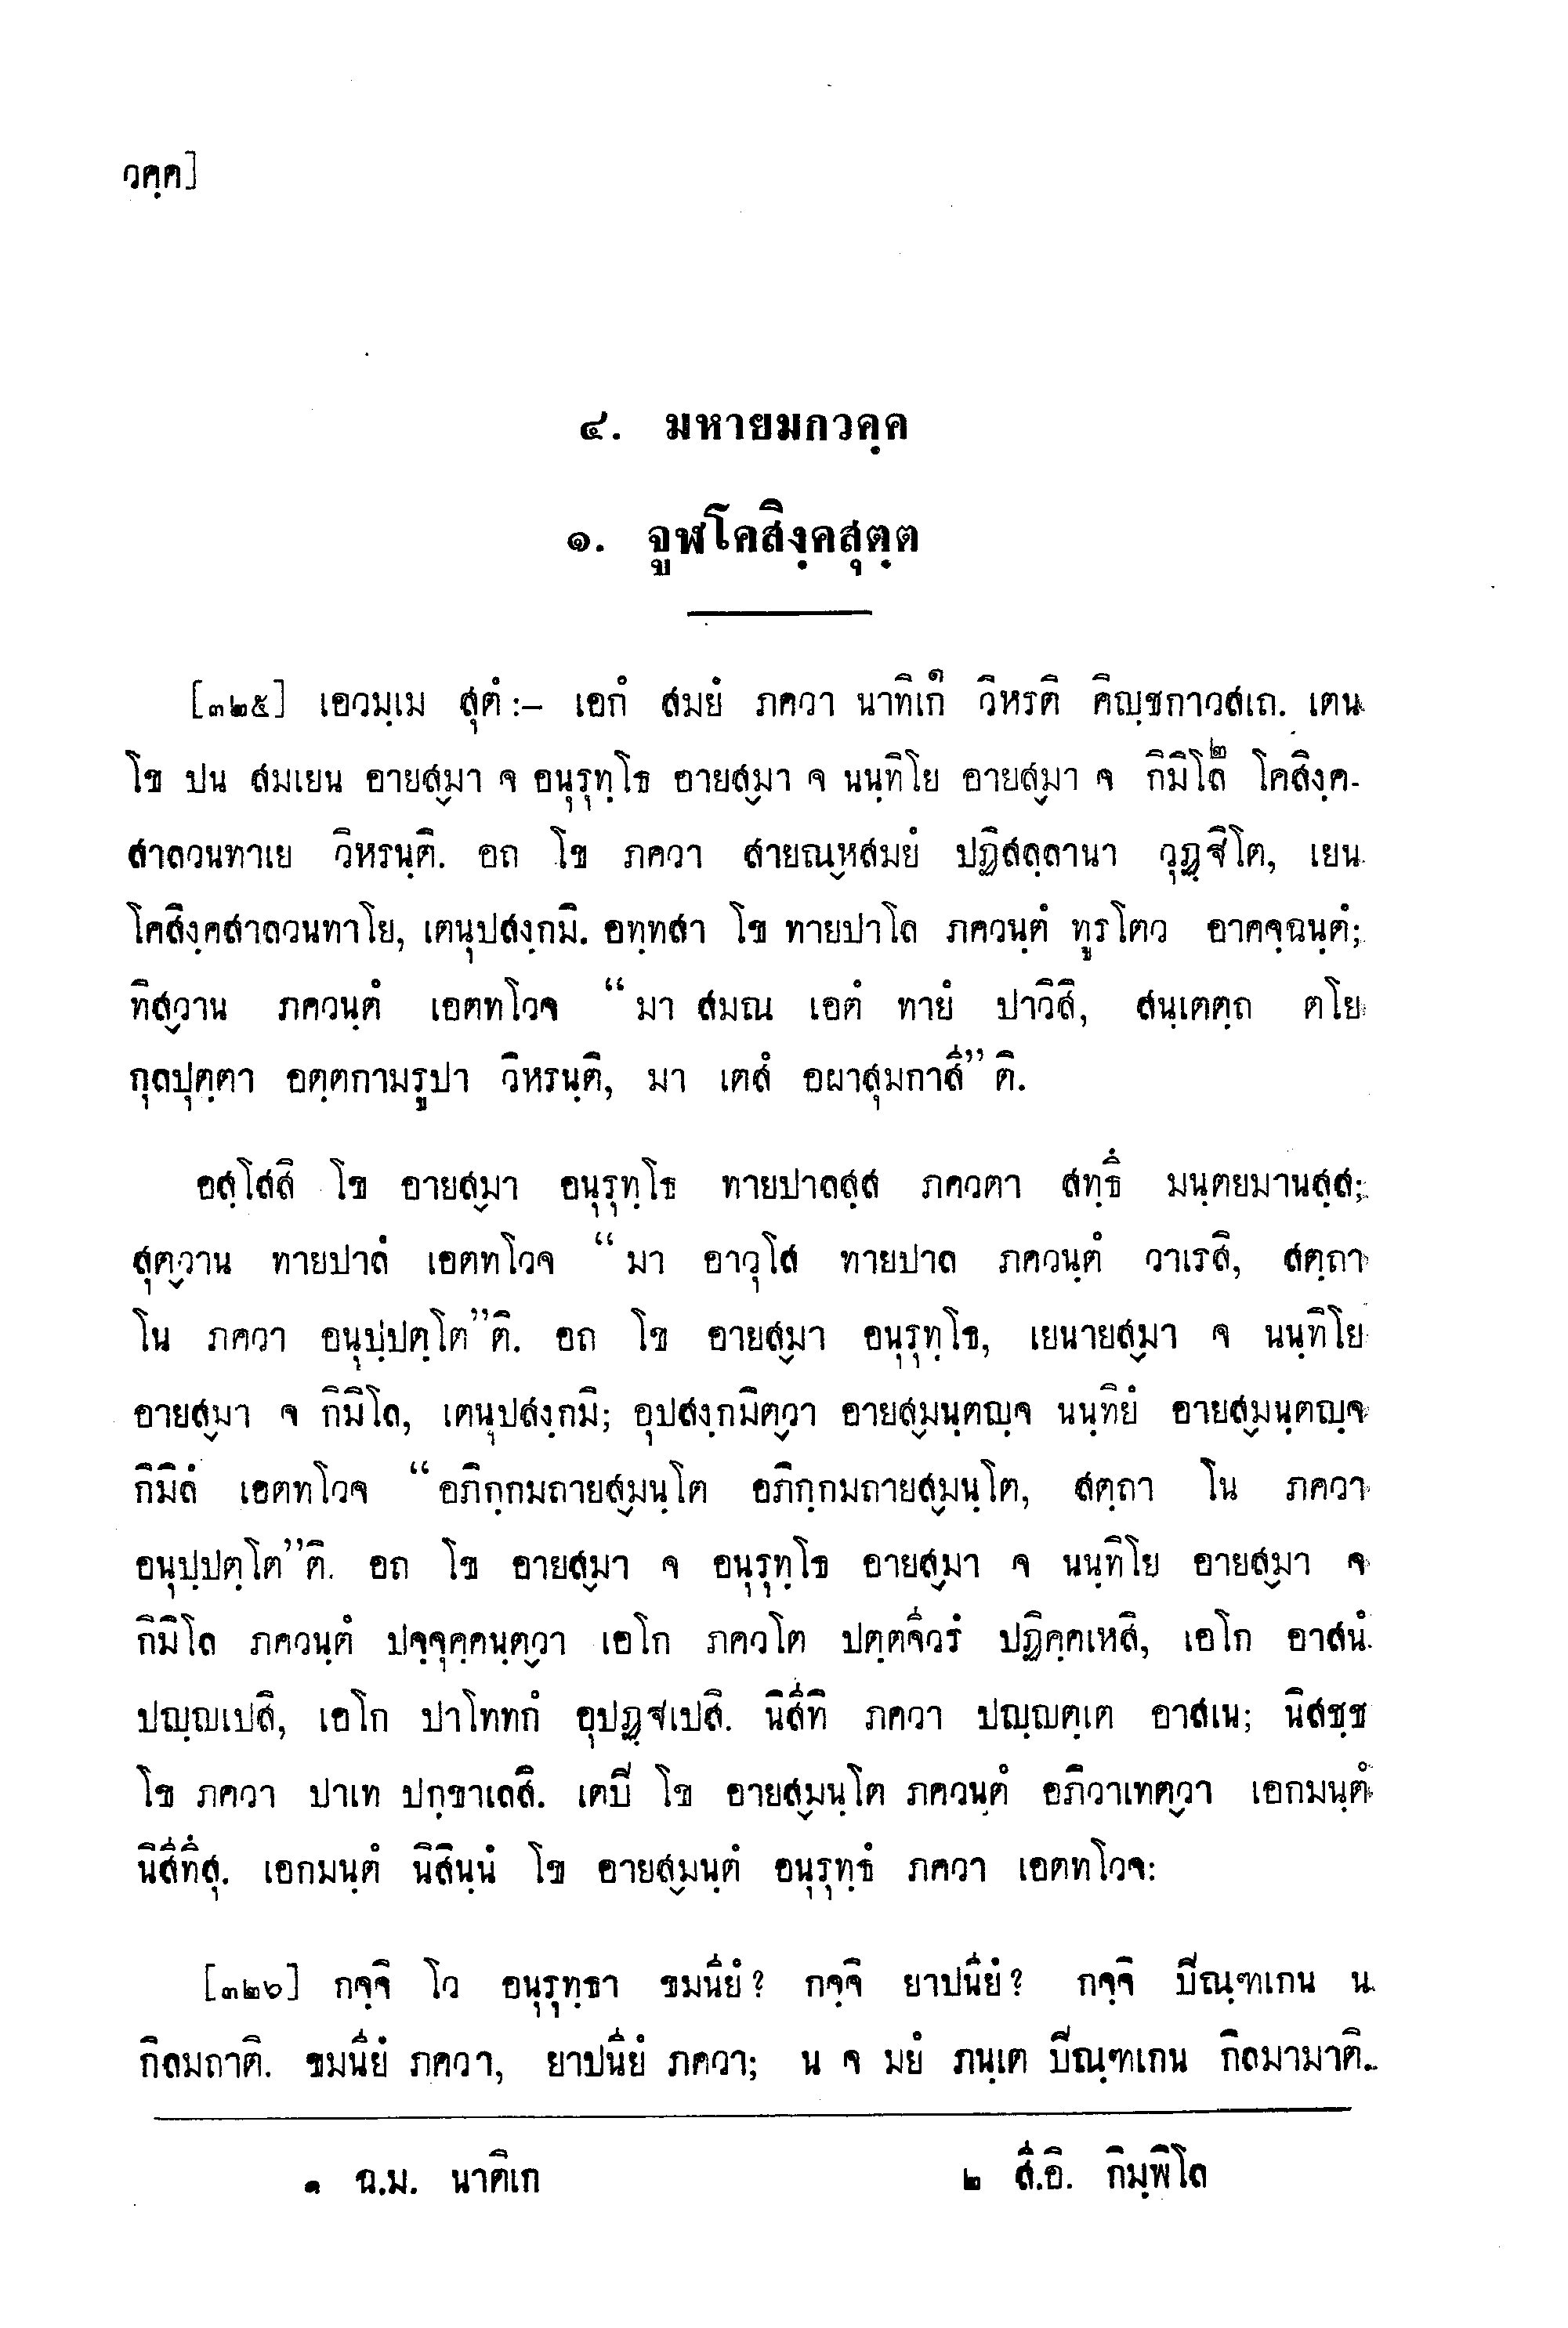 วคฺค]
๔. มหายมกวคฺค
๑. จูฬโคสิงฺคสุตฺต
[๓๒๕] เอวมฺเม สุตํ :– เอกํ สมยํ ภควา นาทิเก๑ วิหรติ คิญฺชกาวสเถ. เตน
โข ปน สมเยน อายสฺมา จ อนุรุทฺโธ อายสฺมา จ นนฺทิโย อายสฺมา จ กิมิโล๒ โคสิงฺค-
สาลวนทาเย วิหรนฺติ. อถ โข ภควา สายณฺหสมยํ ปฏิสลฺลานา วุฏฺฐิโต, เยน
โคสิงฺคสาลวนทาโย, เตนุปสงฺกมิ. อทฺทสา โข ทายปาโล ภควนฺตํ ทูรโตว อาคจฺฉนฺตํ;
ทิสฺวาน ภควนฺตํ เอตทโวจ “มา สมณ เอตํ ทายํ ปาวิสิ, สนฺเตตฺถ ตโย
กุลปุตฺตา อตฺตกามรูปา วิหรนฺติ, มา เตสํ อผาสุมกาสี”ติ.
อสฺโสสิ โข อายสฺมา อนุรุทฺโธ ทายปาลสฺส ภควตา สทฺธึ มนฺตยมานสฺส;
สุตฺวาน ทายปาลํ เอตทโวจ “มา อาวุโส ทายปาล ภควนฺตํ วาเรสิ, สตฺถา
โน ภควา อนุปฺปตฺโต”ติ. อถ โข อายสฺมา อนุรุทฺโธ, เยนายสฺมา จ นนฺทิโย
อายสฺมา จ กิมิโล, เตนุปสงฺกมิ; อุปสงฺกมิตฺวา อายสฺมนฺตญฺจ นนฺทิยํ อายสฺมนฺตญฺจ
กิมิลํ เอตทโวจ “อภิกฺกมถายสฺมนฺโต อภิกฺกมถายสฺมนฺโต, สตฺถา โน ภควา
อนุปฺปตฺโต”ติ. อถ โข อายสฺมา จ อนุรุทฺโธ อายสฺมา จ นนฺทิโย อายสฺมา จ
กิมิโล ภควนฺตํ ปจฺจุคฺคนฺตฺวา เอโก ภควโต ปตฺตจีวรํ ปฏิคฺคเหสิ, เอโก อาสนํ
ปญฺญเปสิ, เอโก ปาโททกํ อุปฏฺฐเปสิ. นิสีทิ ภควา ปญฺญตฺเต อาสเน; นิสชฺช
โข ภควา ปาเท ปกฺขาเลสิ. เตปี โข อายสฺมนฺโต ภควนฺตํ อภิวาเทตฺวา เอกมนฺตํ
นิสีทึสุ. เอกมนฺตํ นิสินฺนํ โข อายสฺมนฺตํ อนุรุทฺธํ ภควา เอตทโวจ:
[๓๒๖] กจฺจิ โว อนุรุทฺธา ขมนียํ? กจฺจิ ยาปนียํ? กจฺจิ ปิณฺฑเกน น
กิลมถาติ. ขมนียํ ภควา, ยาปนียํ ภควา; น จ มยํ ภนฺเต ปิณฺฑเกน กิลมามาติ.
๑ ฉ.ม. นาติเก
๒ สี.อิ. กิมฺพิโล